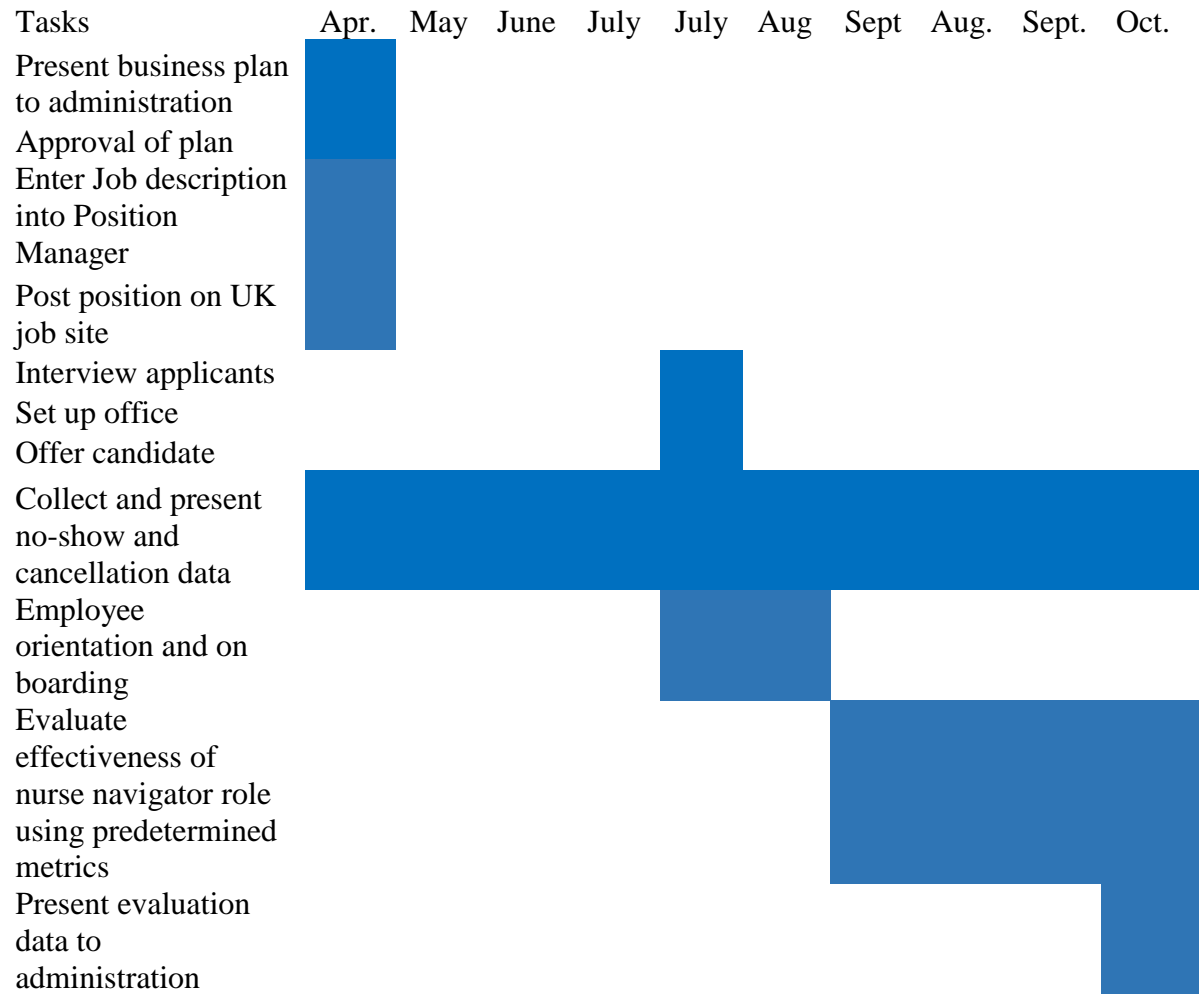 Tasks Apr. May June July July Aug Sept Aug. Sept. Oct.
Present business plan
to administration
Approval of plan
Enter Job description
into Position
Manager
Post position on UK
job site
Interview applicants
Set up office
Offer candidate
Collect and present
no-show and
cancellation data
Employee
orientation and on
boarding
Evaluate
effectiveness of
nurse navigator role
using predetermined
metrics
Present evaluation
data to
administration